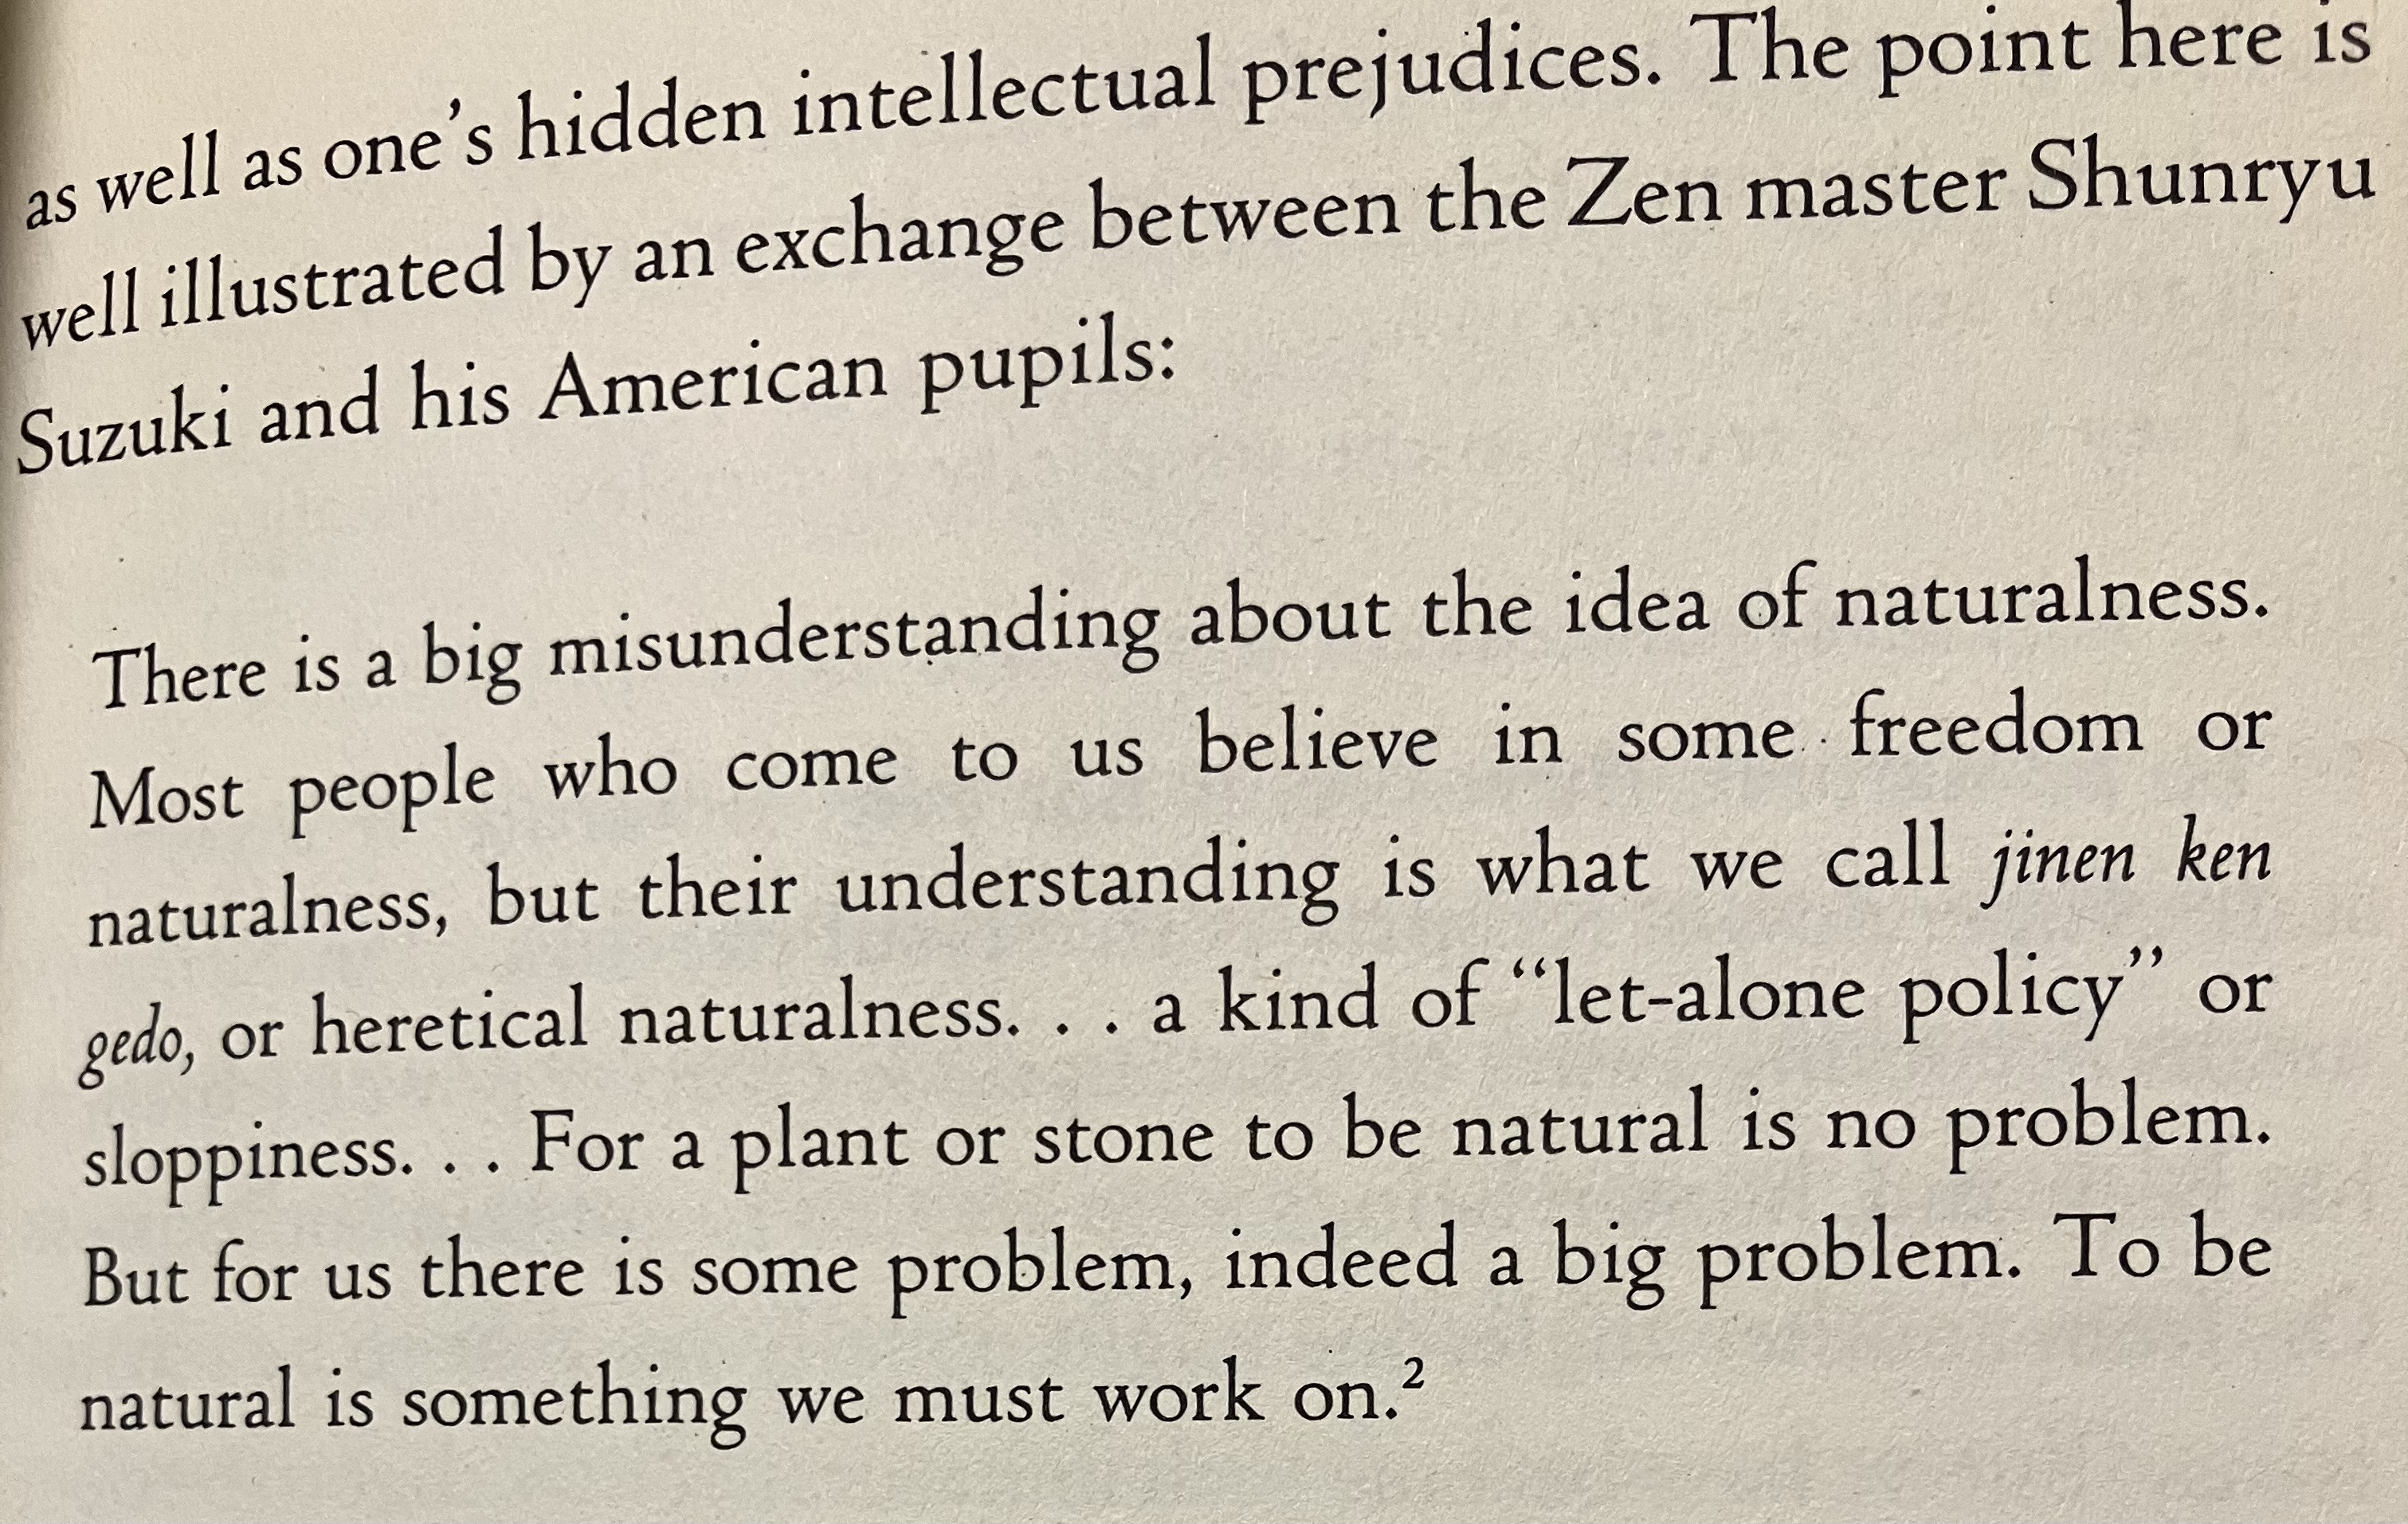 as well as one’s hidden intellectual prejudices. The point here is
well illustrated by an exchange between the Zen master Shunryu
Suzuki and his American pupils:
There is a big misunderstanding about the idea of naturalness.
Most people who come to us believe in some freedom or
naturalness, but their understanding is what we call jinen ken
gedo, or heretical naturalness. . . a kind of “let-alone policy” or
sloppiness. . . For a plant or stone to be natural is no problem.
But for us there is some problem, indeed a big problem. To be
natural is something we must work on.²